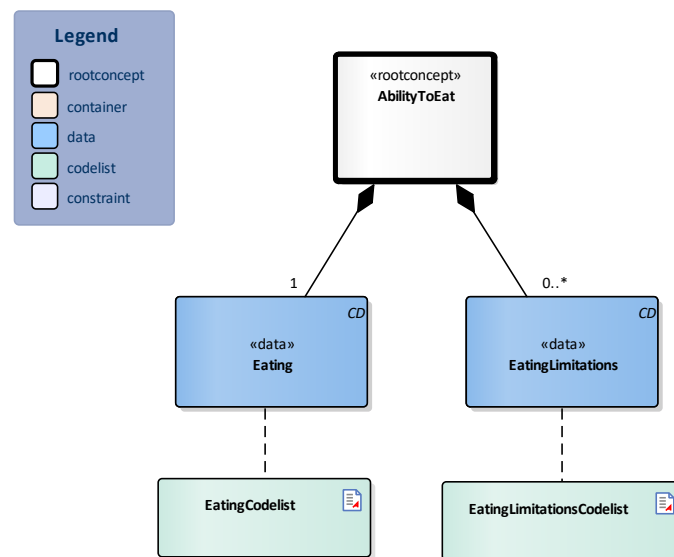 Legend
rootconcept
container
data
codelist
constraint
«rootconcept»
AbilityToEat
1
0..*
CD
«data»
Eating
CD
«data»
EatingLimitations
EatingCodelist
EatingLimitationsCodelist